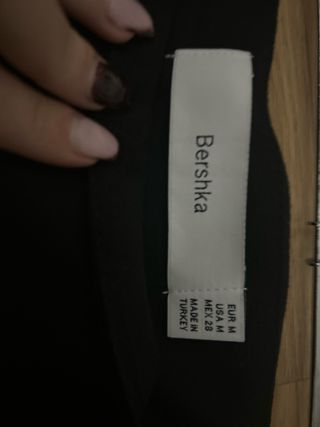 Bershka
EUR M
USA M
MEX 28
MADE IN
TURKEY